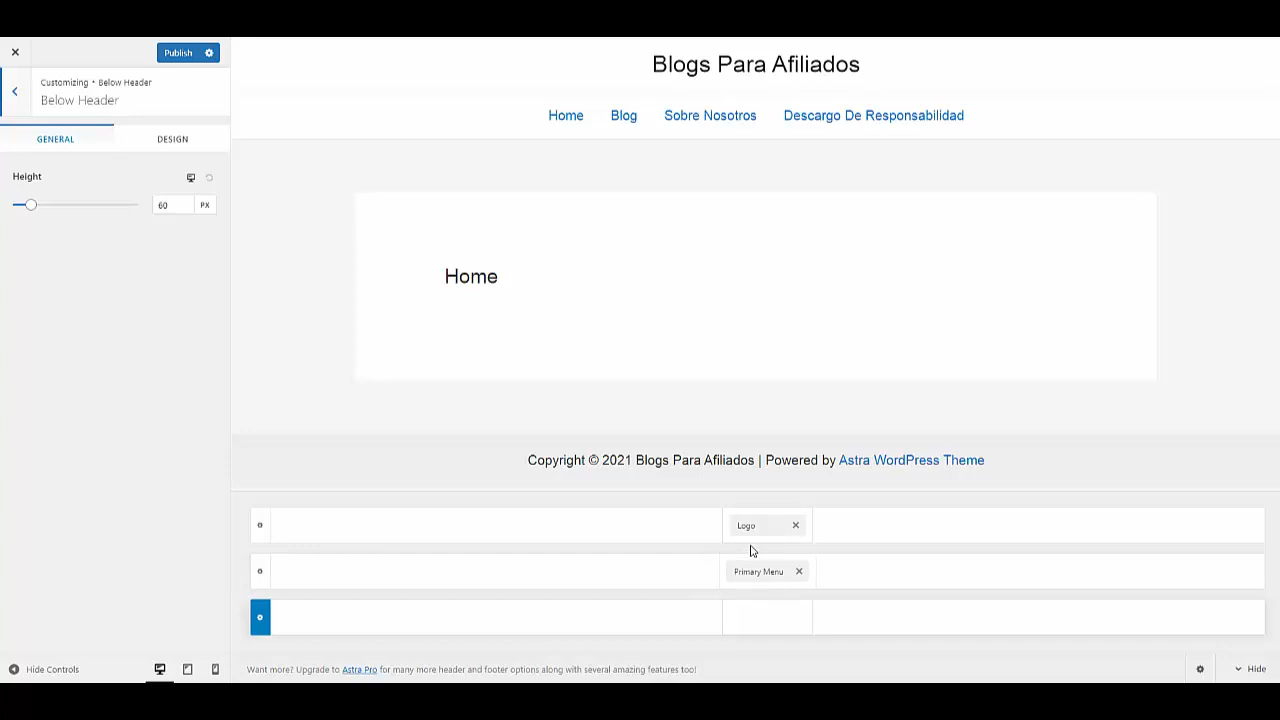 Publish
Customizing • Below Header
Below Header
GENERAL
DESIGN
Height
60
PX
Hide Controls
Blogs Para Afiliados
Home
Blog
Sobre Nosotros
Descargo De Responsabilidad
Home
Copyright © 2021 Blogs Para Afiliados | Powered by Astra WordPress Theme
Logo
Primary Menu
Want more? Upgrade to Astra Pro for many more header and footer options along with several amazing features too!
Hide